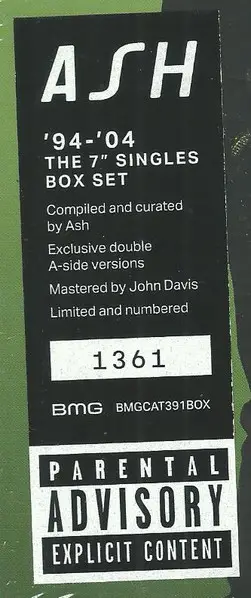 ASH
'94-'04
THE 7" SINGLES
BOX SET
Compiled and curated
by Ash
Exclusive double
A-side versions
Mastered by John Davis
Limited and numbered
1361
BMG BMGCAT391BOX
PARENTAL
ADVISORY
EXPLICIT CONTENT